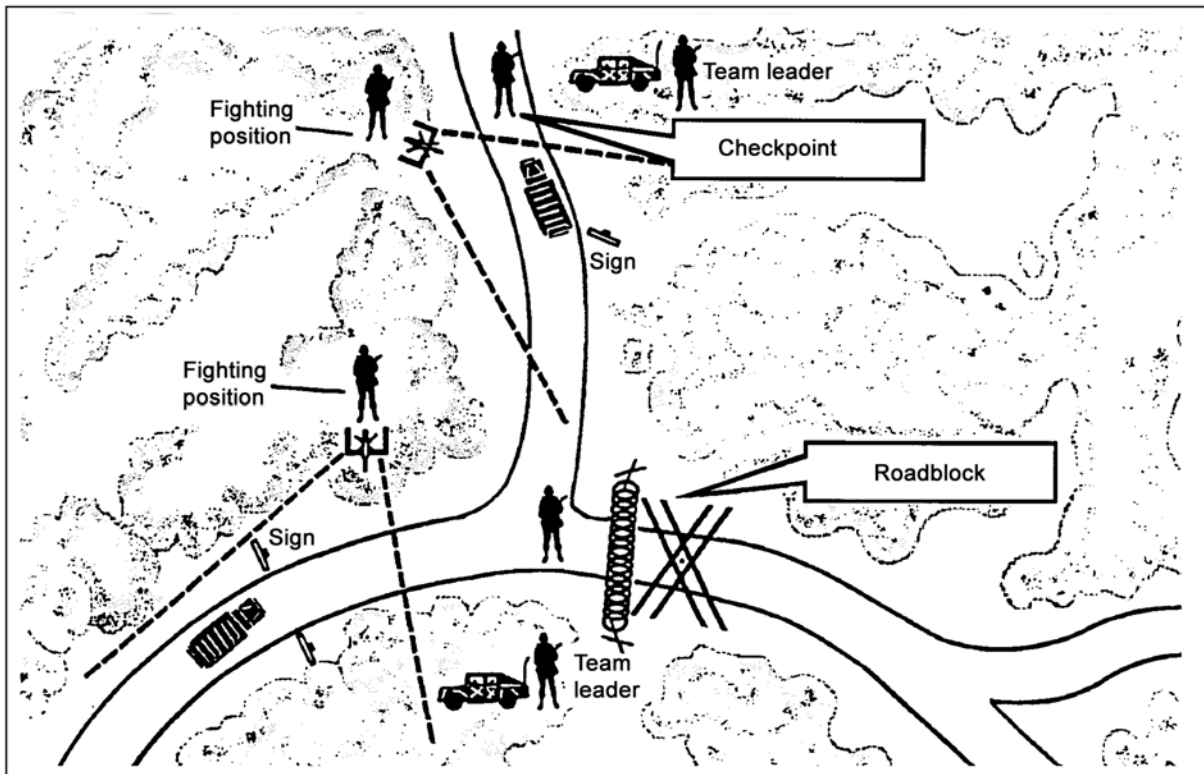 Team leader
Fighting
position
Checkpoint
Sign
Fighting
position
Roadblock
Sign
Team
leader